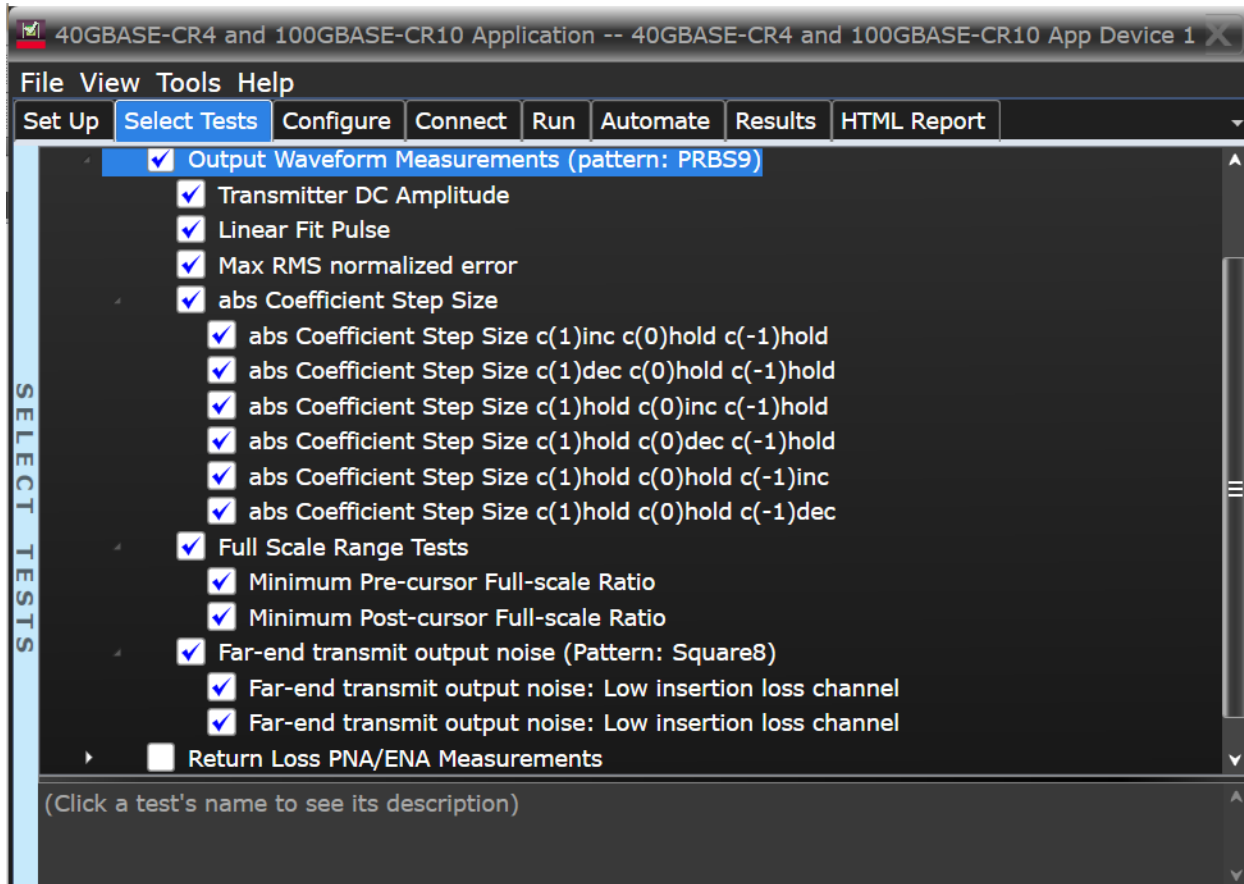 40GBASE-CR4 and 100GBASE-CR10 Application -- 40GBASE-CR4 and 100GBASE-CR10 App Device 1
File View Tools Help
Set Up Select Tests Configure Connect Run Automate Results HTML Report
SELECT TESTS
Output Waveform Measurements (pattern: PRBS9)
Transmitter DC Amplitude
Linear Fit Pulse
Max RMS normalized error
abs Coefficient Step Size
abs Coefficient Step Size c(1)inc c(0)hold c(-1)hold
abs Coefficient Step Size c(1)dec c(0)hold c(-1)hold
abs Coefficient Step Size c(1)hold c(0)inc c(-1)hold
abs Coefficient Step Size c(1)hold c(0)dec c(-1)hold
abs Coefficient Step Size c(1)hold c(0)hold c(-1)inc
abs Coefficient Step Size c(1)hold c(0)hold c(-1)dec
Full Scale Range Tests
Minimum Pre-cursor Full-scale Ratio
Minimum Post-cursor Full-scale Ratio
Far-end transmit output noise (Pattern: Square8)
Far-end transmit output noise: Low insertion loss channel
Far-end transmit output noise: Low insertion loss channel
Return Loss PNA/ENA Measurements
(Click a test's name to see its description)